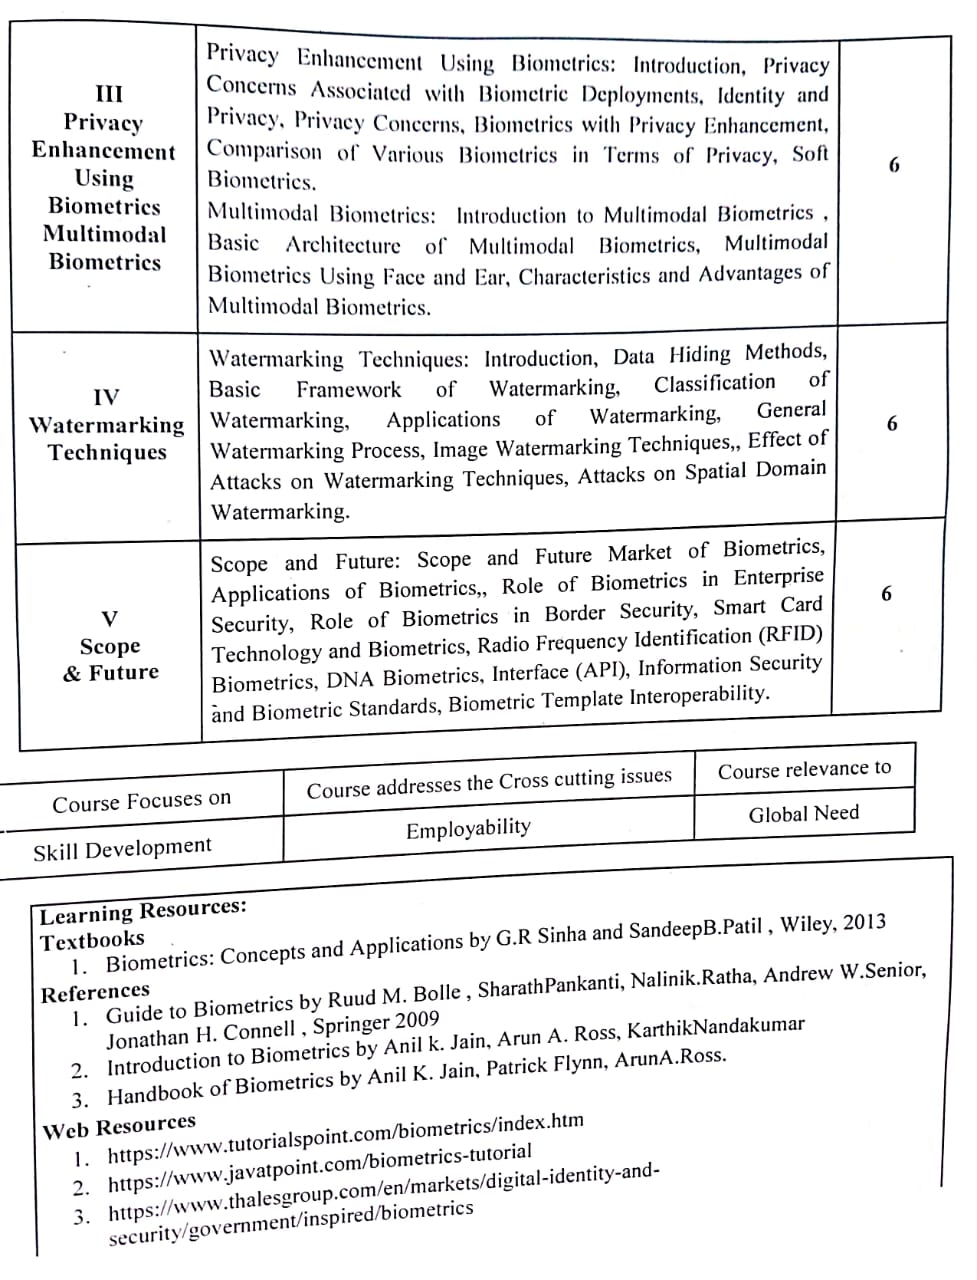 III
Privacy
Enhancement
Using
Biometrics
Multimodal
Biometrics
Privacy Enhancement Using Biometrics: Introduction, Privacy
Concerns Associated with Biometric Deployments, Identity and
Privacy, Privacy Concerns, Biometrics with Privacy Enhancement,
Comparison of Various Biometrics in Terms of Privacy, Soft
Biometrics.
Multimodal Biometrics: Introduction to Multimodal Biometrics ,
Basic Architecture of Multimodal Biometrics, Multimodal
Biometrics Using Face and Ear, Characteristics and Advantages of
Multimodal Biometrics.
6
IV
Watermarking
Techniques
Watermarking Techniques: Introduction, Data Hiding Methods,
Basic Framework of Watermarking, Classification of
Watermarking, Applications of Watermarking, General
Watermarking Process, Image Watermarking Techniques,, Effect of
Attacks on Watermarking Techniques, Attacks on Spatial Domain
Watermarking.
6
V
Scope
& Future
Scope and Future: Scope and Future Market of Biometrics,
Applications of Biometrics,, Role of Biometrics in Enterprise
Security, Role of Biometrics in Border Security, Smart Card
Technology and Biometrics, Radio Frequency Identification (RFID)
Biometrics, DNA Biometrics, Interface (API), Information Security
and Biometric Standards, Biometric Template Interoperability.
6
Course Focuses on
Course addresses the Cross cutting issues
Course relevance to
Skill Development
Employability
Global Need
Learning Resources:
Textbooks
1. Biometrics: Concepts and Applications by G.R Sinha and SandeepB.Patil , Wiley, 2013
References
1. Guide to Biometrics by Ruud M. Bolle , SharathPankanti, Nalinik.Ratha, Andrew W.Senior,
Jonathan H. Connell , Springer 2009
2. Introduction to Biometrics by Anil k. Jain, Arun A. Ross, KarthikNandakumar
3. Handbook of Biometrics by Anil K. Jain, Patrick Flynn, ArunA.Ross.
Web Resources
1. https://www.tutorialspoint.com/biometrics/index.htm
2. https://www.javatpoint.com/biometrics-tutorial
3. https://www.thalesgroup.com/en/markets/digital-identity-and-
security/government/inspired/biometrics